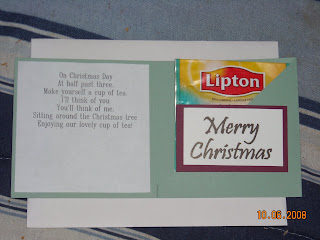 On Christmas Day
At half past three,
Make yourself a cup of tea.
I'll think of you
You'll think of me.
Sitting around the Christmas tree
Enjoying our lovely cup of tea!
Lipton
Merry
Christmas
10.06.2008